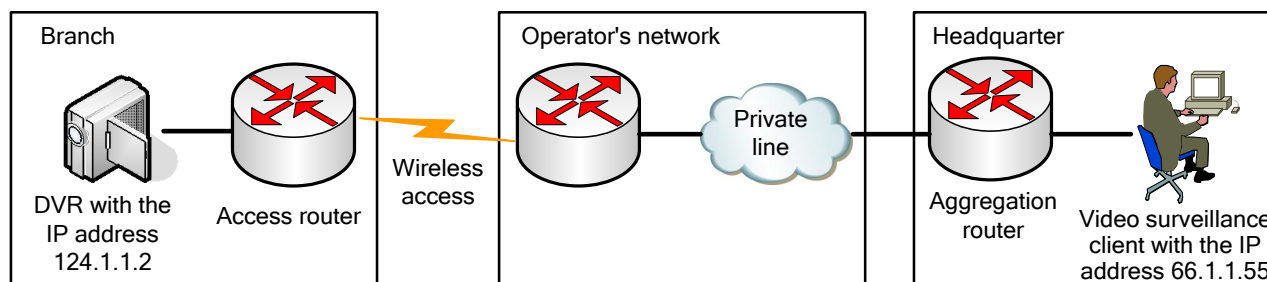 Branch
DVR with the
IP address
124.1.1.2
Access router
Wireless
access
Operator's network
Private
line
Headquarter
Aggregation
router
Video surveillance
client with the IP
address 66.1.1.55